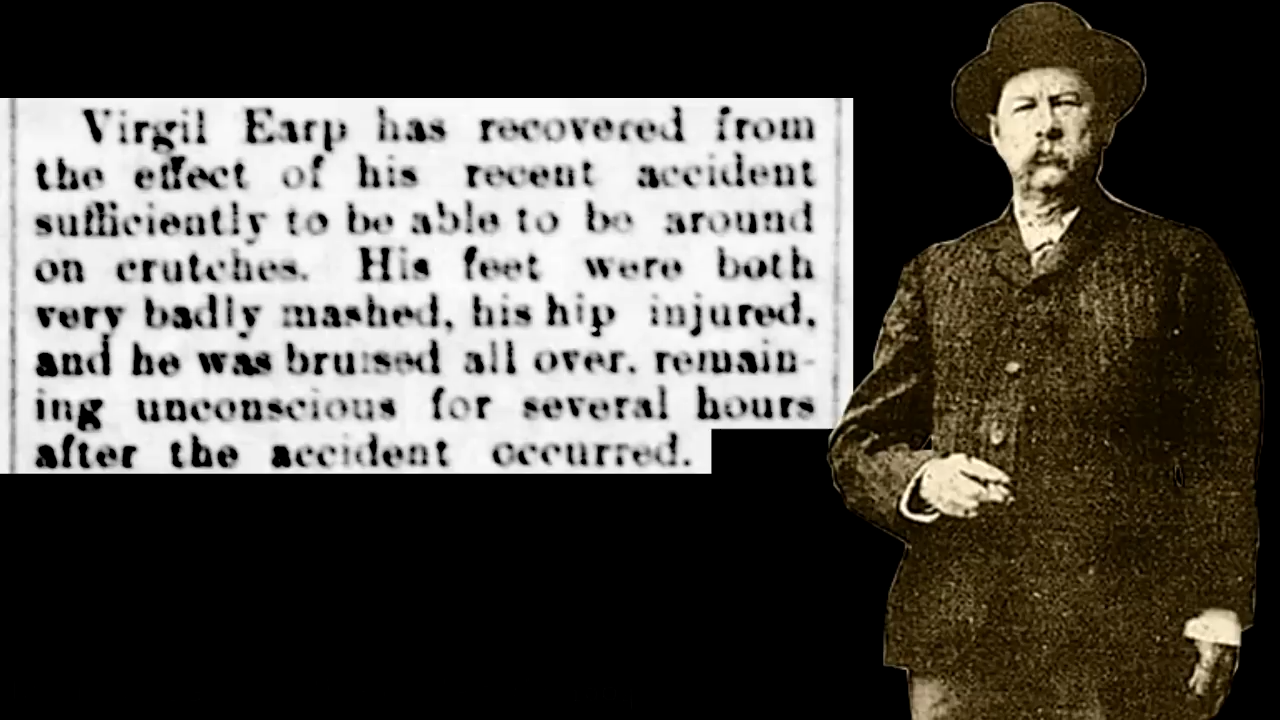 Virgil Earp has recovered from
the effect of his recent accident
sufficiently to be able to be around
on crutches. His feet were both
very badly mashed, his hip injured,
and he was bruised all over, remain-
ing unconscious for several hours
after the accident occurred.